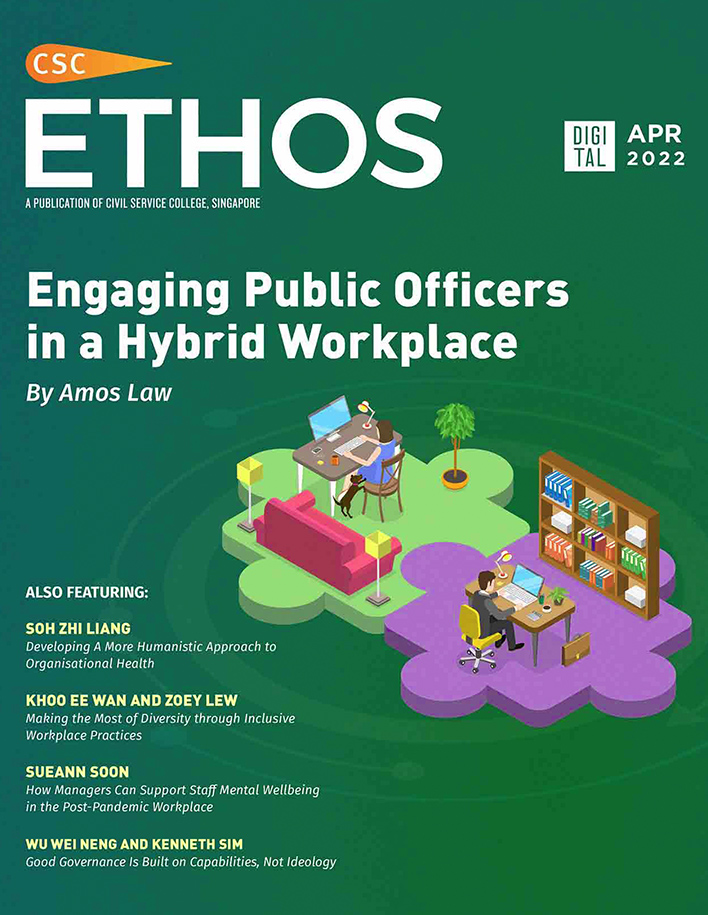 CSC
ETHOS
A PUBLICATION OF CIVIL SERVICE COLLEGE, SINGAPORE
DIGI
TAL
APR
2022
Engaging Public Officers
in a Hybrid Workplace
By Amos Law
ALSO FEATURING:
SOH ZHI LIANG
Developing A More Humanistic Approach to
Organisational Health
KHOO EE WAN AND ZOEY LEW
Making the Most of Diversity through Inclusive
Workplace Practices
SUEANN SOON
How Managers Can Support Staff Mental Wellbeing
in the Post-Pandemic Workplace
WU WEI NENG AND KENNETH SIM
Good Governance Is Built on Capabilities, Not Ideology